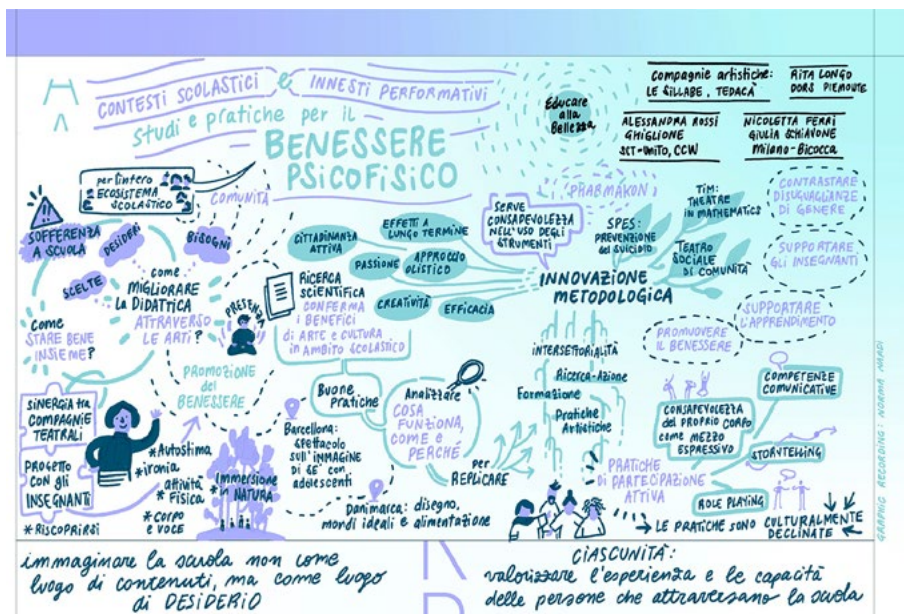 CONTESTI SCOLASTICI e INNESTI PERFORMATIVI
Studi e pratiche per il
BENESSERE
PSICOFISICO
Educare
alla
Bellezza
Compagnie artistiche:
LE SILLABE, TEDACÀ
RITA LONGO
DORS PIEMONTE
ALESSANDRA ROSSI
GHIGLIONE
SCT-UNITO, CCW
NICOLETTA FERRI
GIULIA SCHIAVONE
Milano-Bicocca
per l'intero
ECOSISTEMA
SCOLASTICO
COMUNITÀ
!!
SOFFERENZA
A SCUOLA
DESIDERI
BISOGNI
SCELTE
come
MIGLIORARE
LA DIDATTICA
ATTRAVERSO
LE ARTI?
come
STARE BENE
INSIEME?
PRESENZA
PROMOZIONE
del
BENESSERE
SINERGIA tra
COMPAGNIE
TEATRALI
PROGETTO
CON gli
INSEGNANTI
* RISCOPRIRSI
* Autostima
* ironia
* attività
Fisica
* CORPO
e VOCE
Immersione
in NATURA
RICERCA
SCIENTIFICA
CONFERMA
I BENEFICI
di ARTE e CULTURA
in AMBITO SCOLASTICO
CITTADINANZA
ATTIVA
EFFETTI A
LUNGO TERMINE
PASSIONE
APPROCCIO
OLISTICO
CREATIVITÀ
EFFICACIA
Buone
Pratiche
Analizzare
COSA
FUNZIONA,
COME e
PERCHÉ
per
REPLICARE
Barcellona:
SPETTACOLO
SULL'IMMAGINE
DI SE' CON
ADOLESCENTI
Danimarca: disegno,
mondi ideali e alimentazione
SERVE
CONSAPEVOLEZZA
NELL'USO DEGLI
STRUMENTI
PHARMAKON
SPES:
PREVENZIONE
del SUICIDIO
TIM:
THEATRE
IN MATHEMATICS
TEATRO
SOCIALE
DI COMUNITÀ
INNOVAZIONE
METODOLOGICA
CONTRASTARE
DISUGUAGLIANZE
DI GENERE
SUPPORTARE
GLI INSEGNANTI
SUPPORTARE
L'APPRENDIMENTO
PROMUOVERE
IL BENESSERE
INTERSETTORIALITÀ
Ricerca-Azione
Formazione
Pratiche
Artistiche
CONSAPEVOLEZZA
del PROPRIO CORPO
come MEZZO
ESPRESSIVO
COMPETENZE
COMUNICATIVE
STORYTELLING
ROLE PLAYING
PRATICHE
DI PARTECIPAZIONE
ATTIVA
LE PRATICHE SONO CULTURALMENTE
DECLINATE
GRAPHIC RECORDING: NORMA NARDI
immaginare la scuola non come
luogo di contenuti, ma come luogo
di DESIDERIO
CIASCUNITÀ:
valorizzare l'esperienza e le capacità
delle persone che attraversano la scuola